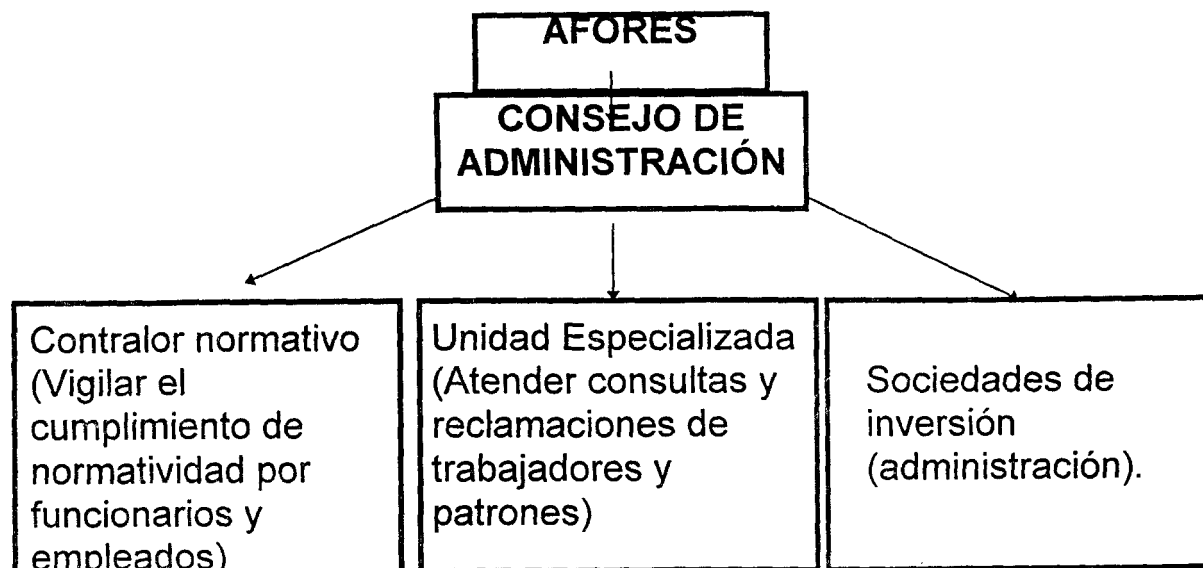 AFORES
CONSEJO DE
ADMINISTRACIÓN
Contralor normativo
(Vigilar el
cumplimiento de
normatividad por
funcionarios y
empleados)
Unidad Especializada
(Atender consultas y
reclamaciones de
trabajadores y
patrones)
Sociedades de
inversión
(administración).